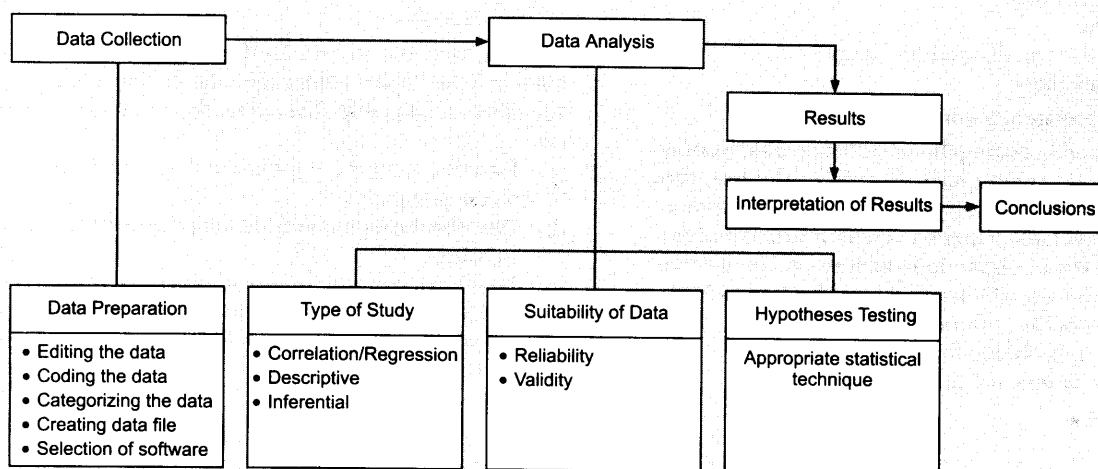 Data Collection
Data Analysis
Results
Interpretation of Results
Conclusions
Data Preparation
• Editing the data
• Coding the data
• Categorizing the data
• Creating data file
• Selection of software
Type of Study
• Correlation/Regression
• Descriptive
• Inferential
Suitability of Data
• Reliability
• Validity
Hypotheses Testing
Appropriate statistical
technique